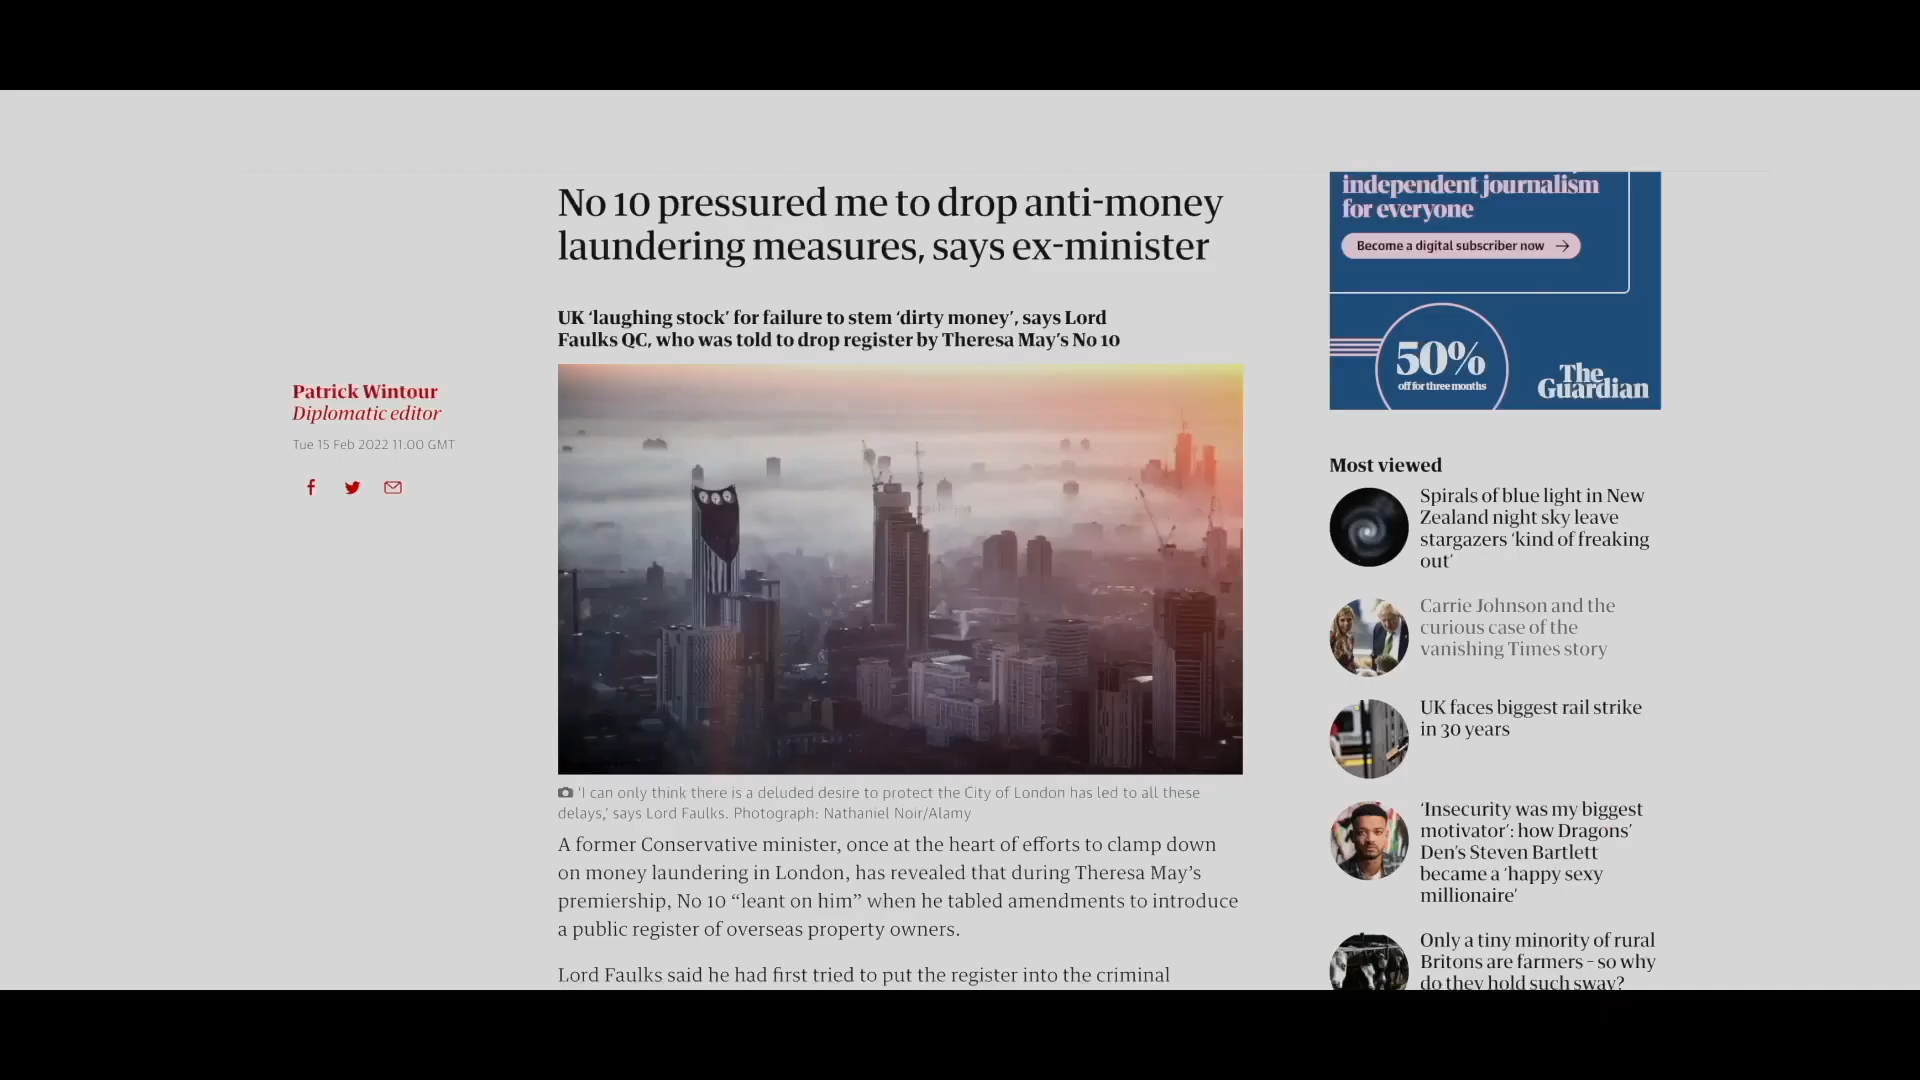 No 10 pressured me to drop anti-money
laundering measures, says ex-minister
UK ‘laughing stock’ for failure to stem ‘dirty money’, says Lord
Faulks QC, who was told to drop register by Theresa May’s No 10
Patrick Wintour
Diplomatic editor
Tue 15 Feb 2022 11.00 GMT
‘I can only think there is a deluded desire to protect the City of London has led to all these
delays,’ says Lord Faulks. Photograph: Nathaniel Noir/Alamy
A former Conservative minister, once at the heart of efforts to clamp down
on money laundering in London, has revealed that during Theresa May’s
premiership, No 10 “leant on him” when he tabled amendments to introduce
a public register of overseas property owners.
Lord Faulks said he had first tried to put the register into the criminal
independent journalism
for everyone
Become a digital subscriber now
50%
off for three months
The
Guardian
Most viewed
Spirals of blue light in New
Zealand night sky leave
stargazers ‘kind of freaking
out’
Carrie Johnson and the
curious case of the
vanishing Times story
UK faces biggest rail strike
in 30 years
‘Insecurity was my biggest
motivator’: how Dragons’
Den’s Steven Bartlett
became a ‘happy sexy
millionaire’
Only a tiny minority of rural
Britons are farmers – so why
do they hold such sway?